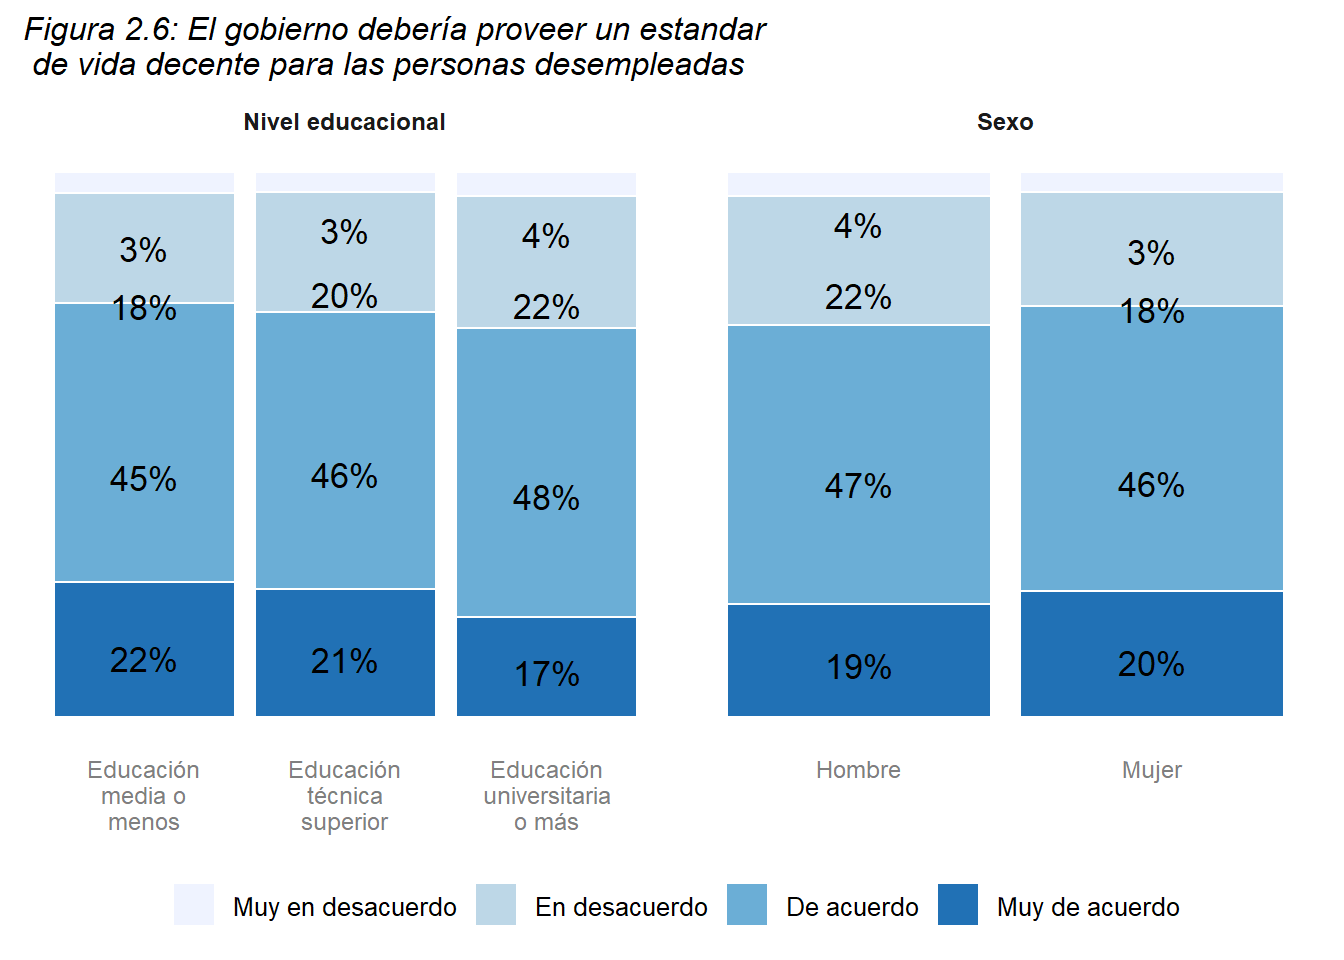 Figura 2.6: El gobierno debería proveer un estandar
de vida decente para las personas desempleadas
Nivel educacional
3%
18%
45%
22%
3%
20%
46%
21%
4%
22%
48%
17%
Educación
media o
menos
Educación
técnica
superior
Educación
universitaria
o más
Sexo
4%
22%
47%
19%
3%
18%
46%
20%
Hombre
Mujer
Muy en desacuerdo
En desacuerdo
De acuerdo
Muy de acuerdo